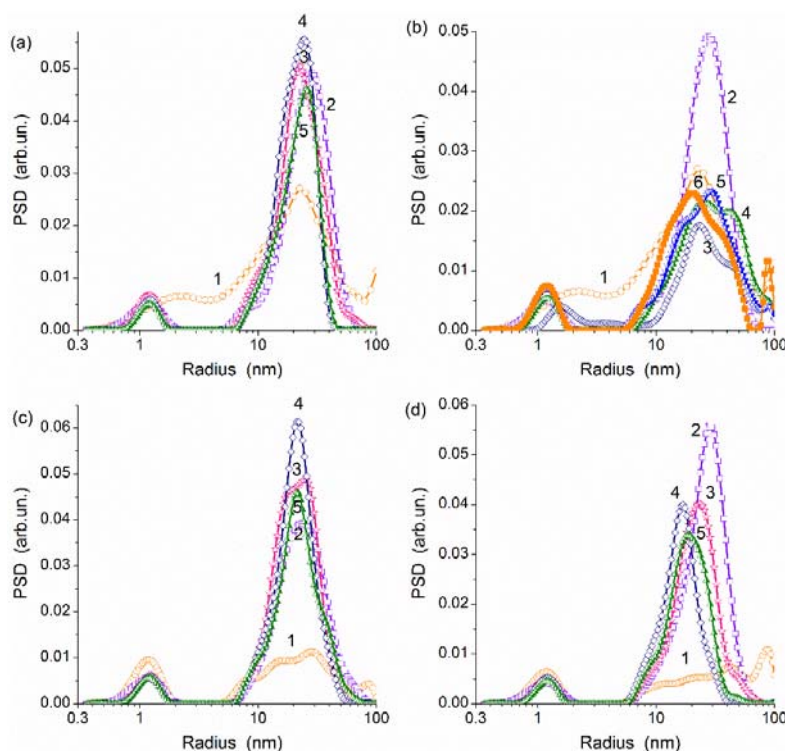 (a)
PSD (arb.un.)
0.05
0.04
0.03
0.02
0.01
0.00
4
3
2
5
1
0.3 1 10 100
Radius (nm)
(b)
PSD (arb.un.)
0.05
0.04
0.03
0.02
0.01
0.00
2
6 5
4
1
3
0.3 1 10 100
Radius (nm)
(c)
PSD (arb.un.)
0.06
0.05
0.04
0.03
0.02
0.01
0.00
4
3
5
2
1
0.3 1 10 100
Radius (nm)
(d)
PSD (arb.un.)
0.06
0.05
0.04
0.03
0.02
0.01
0.00
2
4 3
5
1
0.3 1 10 100
Radius (nm)